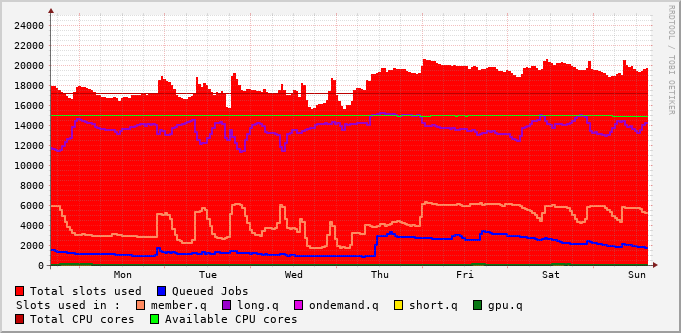 RRDTOOL / TOBI OETIKER
24000
22000
20000
18000
16000
14000
12000
10000
8000
6000
4000
2000
0
Mon Tue Wed Thu Fri Sat Sun
Total slots used Queued Jobs
Slots used in : member.q long.q ondemand.q short.q gpu.q
Total CPU cores Available CPU cores